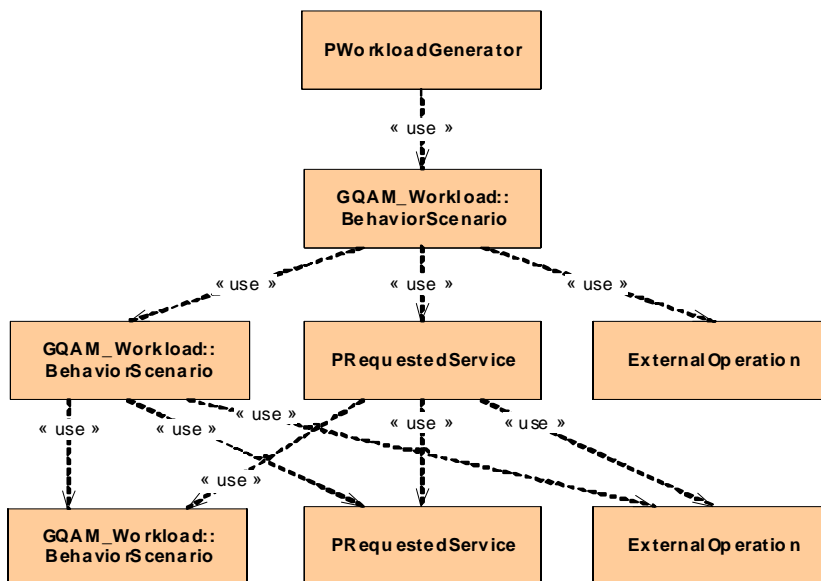 PWorkloadGenerator
« use »
GQAM_Workload::
BehaviorScenario
« use » « use » « use »
GQAM_Workload::
BehaviorScenario
PRequestedService
ExternalOperation
« use » « use » « use » « use » « use »
« use »
GQAM_Workload::
BehaviorScenario
PRequestedService
ExternalOperation